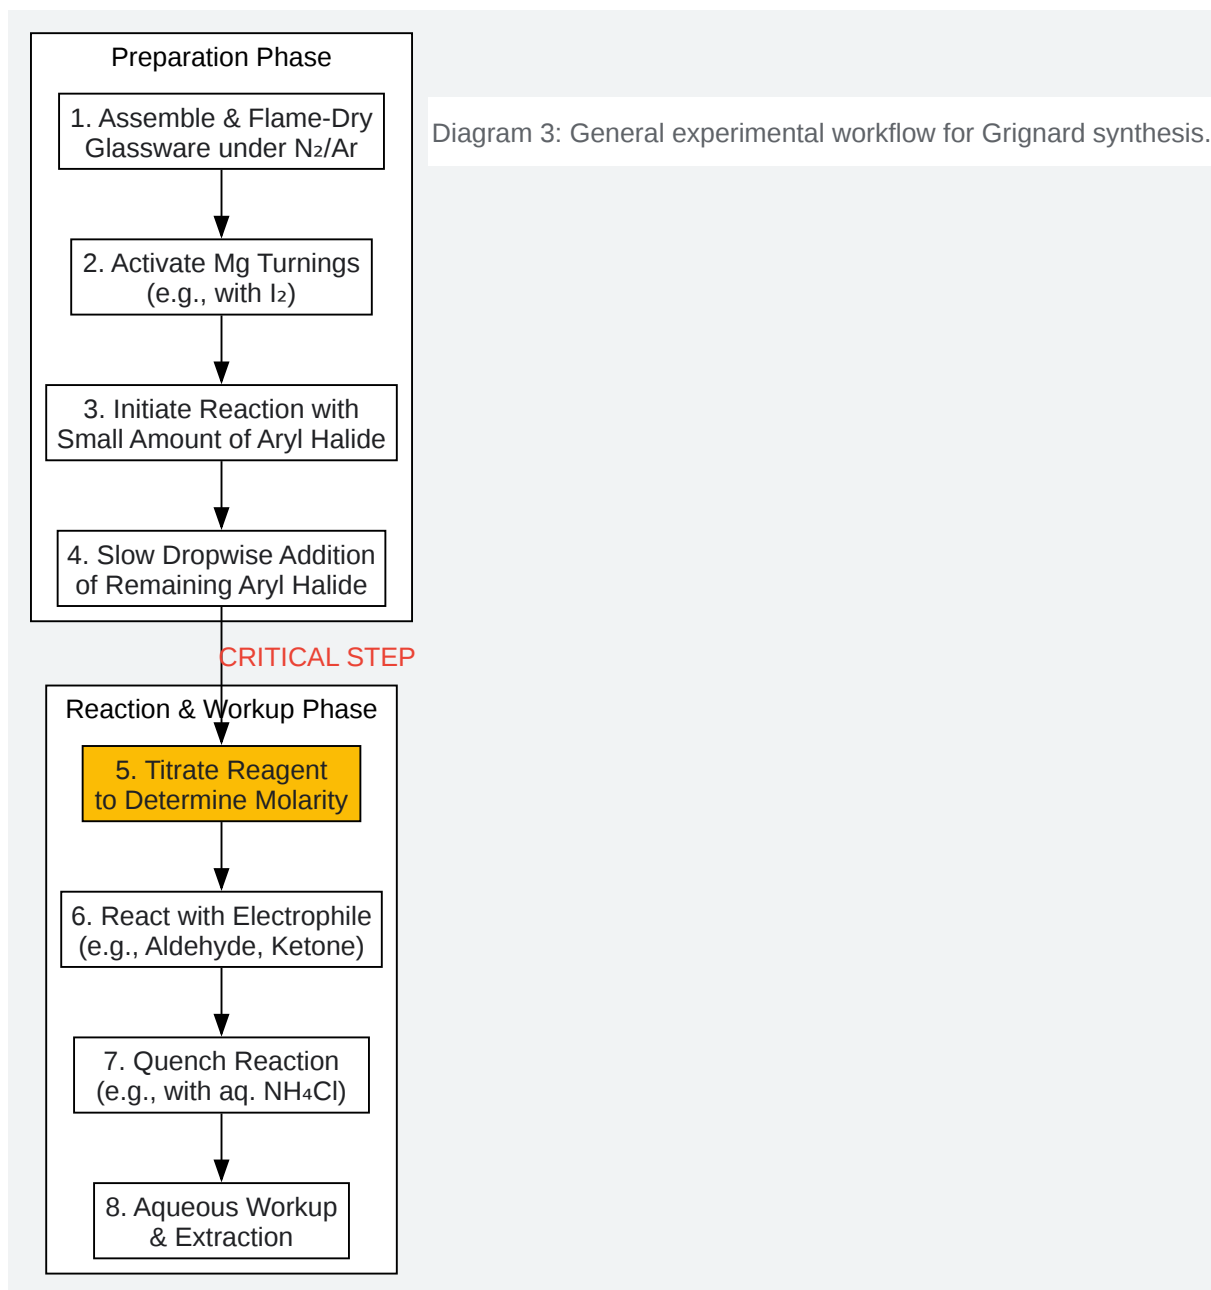 Preparation Phase
1. Assemble & Flame-Dry
Glassware under N₂/Ar
Diagram 3: General experimental workflow for Grignard synthesis.
2. Activate Mg Turnings
(e.g., with I₂)
3. Initiate Reaction with
Small Amount of Aryl Halide
4. Slow Dropwise Addition
of Remaining Aryl Halide
CRITICAL STEP
Reaction & Workup Phase
5. Titrate Reagent
to Determine Molarity
6. React with Electrophile
(e.g., Aldehyde, Ketone)
7. Quench Reaction
(e.g., with aq. NH₄Cl)
8. Aqueous Workup
& Extraction